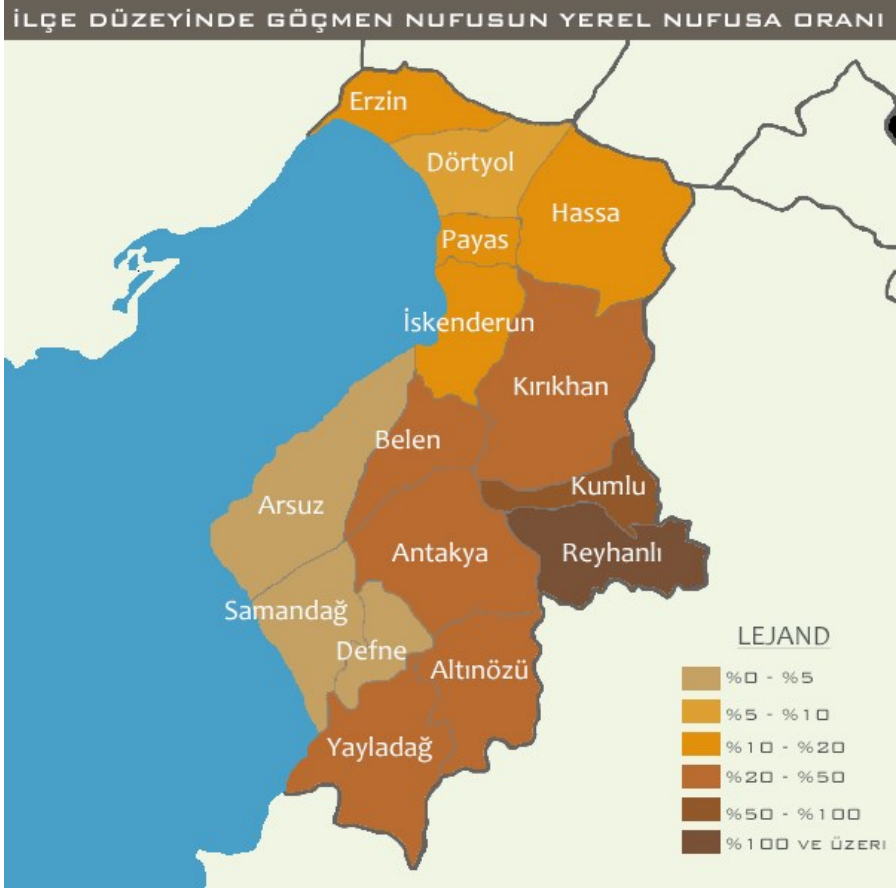 İLÇE DÜZEYİNDE GÖÇMEN NUFUSUN YEREL NUFUSA ORANI
Erzin
Dörtyol
Hassa
Payas
İskenderun
Kırıkhan
Belen
Kumlu
Arsuz
Antakya
Reyhanlı
Samandağ
Defne
Altınözü
Yayladağ
LEJAND
%0 - %5
%5 - %10
%10 - %20
%20 - %50
%50 - %100
%100 VE ÜZERİ